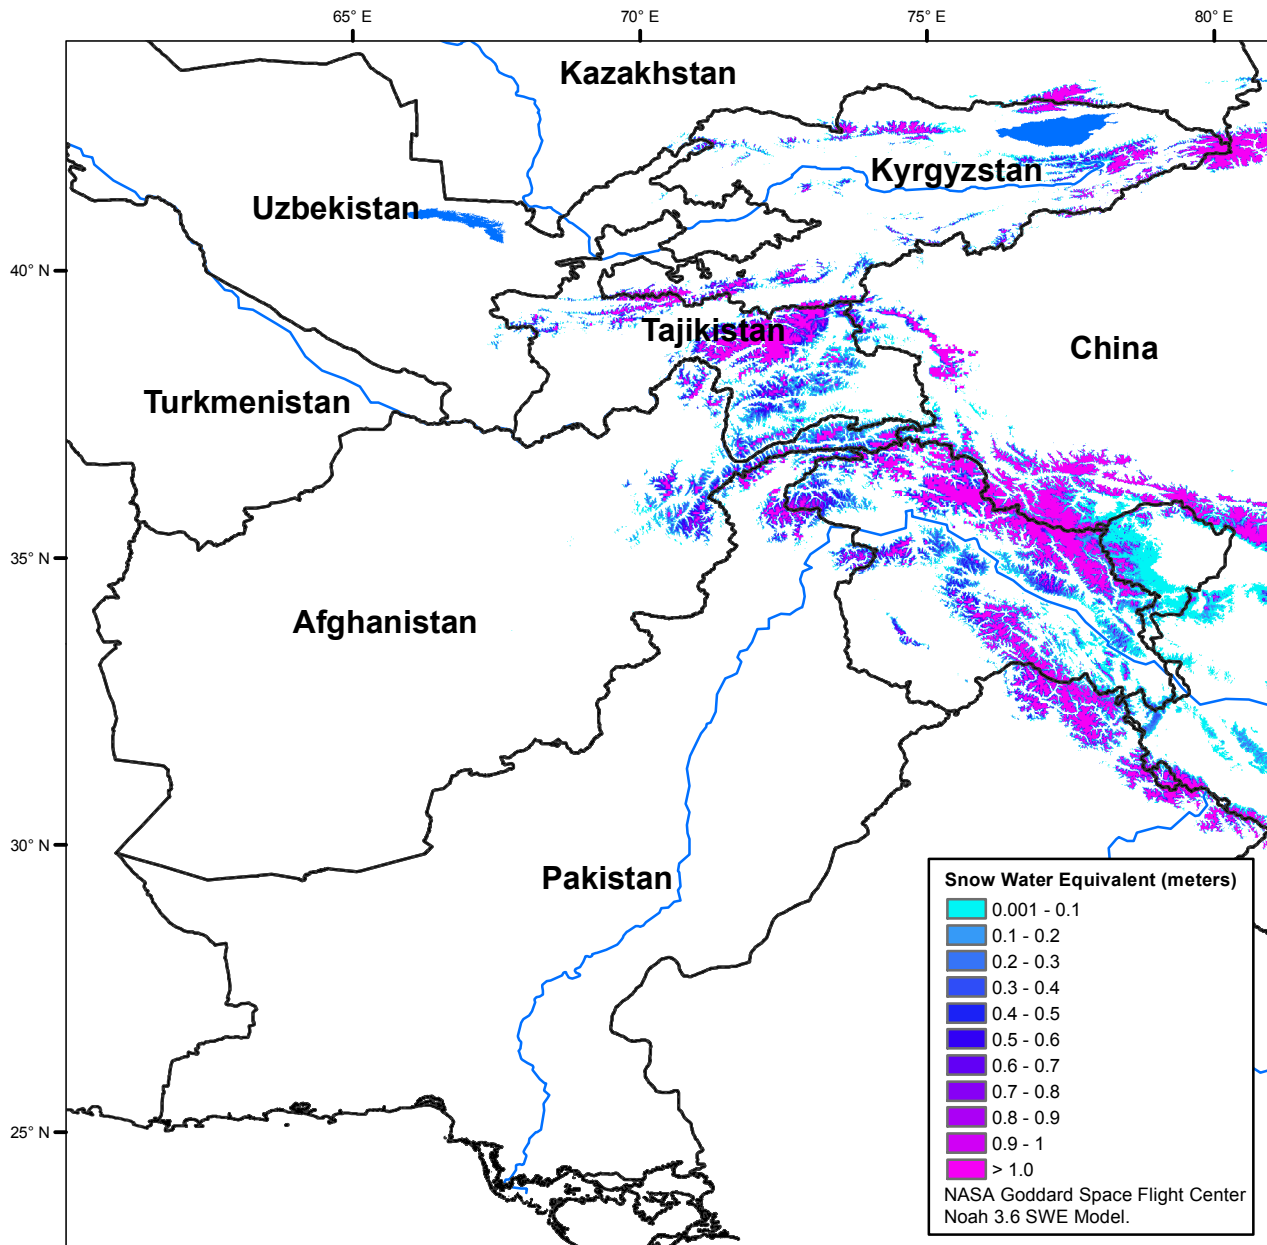 65° E
70° E
75° E
80° E
Kazakhstan
Kyrgyzstan
Uzbekistan
40° N
Tajikistan
China
Turkmenistan
35° N
Afghanistan
30° N
Pakistan
25° N
Snow Water Equivalent (meters)
0.001 - 0.1
0.1 - 0.2
0.2 - 0.3
0.3 - 0.4
0.4 - 0.5
0.5 - 0.6
0.6 - 0.7
0.7 - 0.8
0.8 - 0.9
0.9 - 1
> 1.0
NASA Goddard Space Flight Center
Noah 3.6 SWE Model.